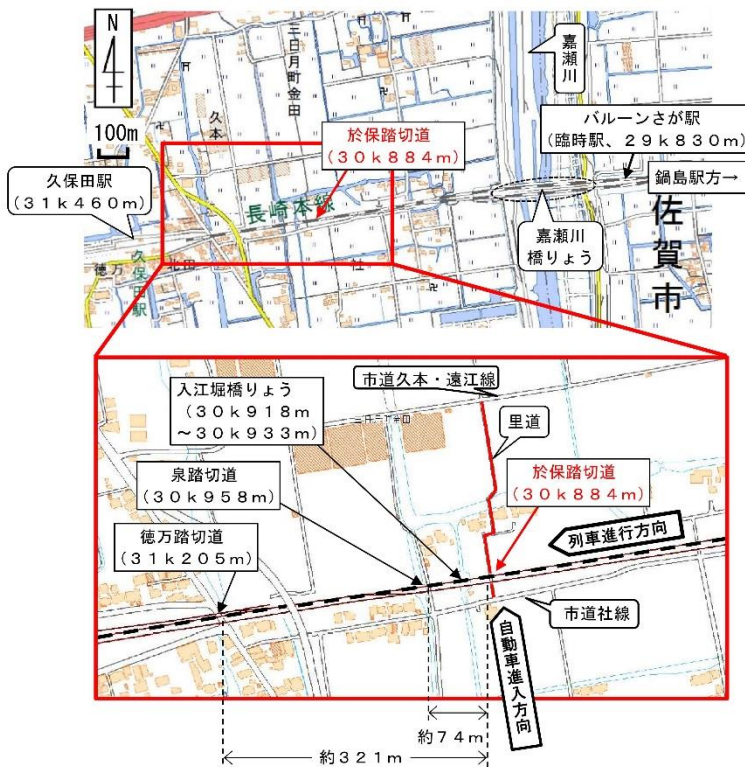 N
100m
三日月町金田
久本
嘉瀬川
於保踏切道
(30k884m)
バルーンさが駅
(臨時駅、29k830m)
久保田駅
(31k460m)
鍋島駅方→
長崎本線
嘉瀬川
橋りょう
佐賀市
徳万
久保田駅
北田
社
市道久本・遠江線
入江堀橋りょう
(30k918m
~30k933m)
里道
泉踏切道
(30k958m)
於保踏切道
(30k884m)
徳万踏切道
(31k205m)
列車進行方向
市道社線
自動車進入方向
約74m
約321m